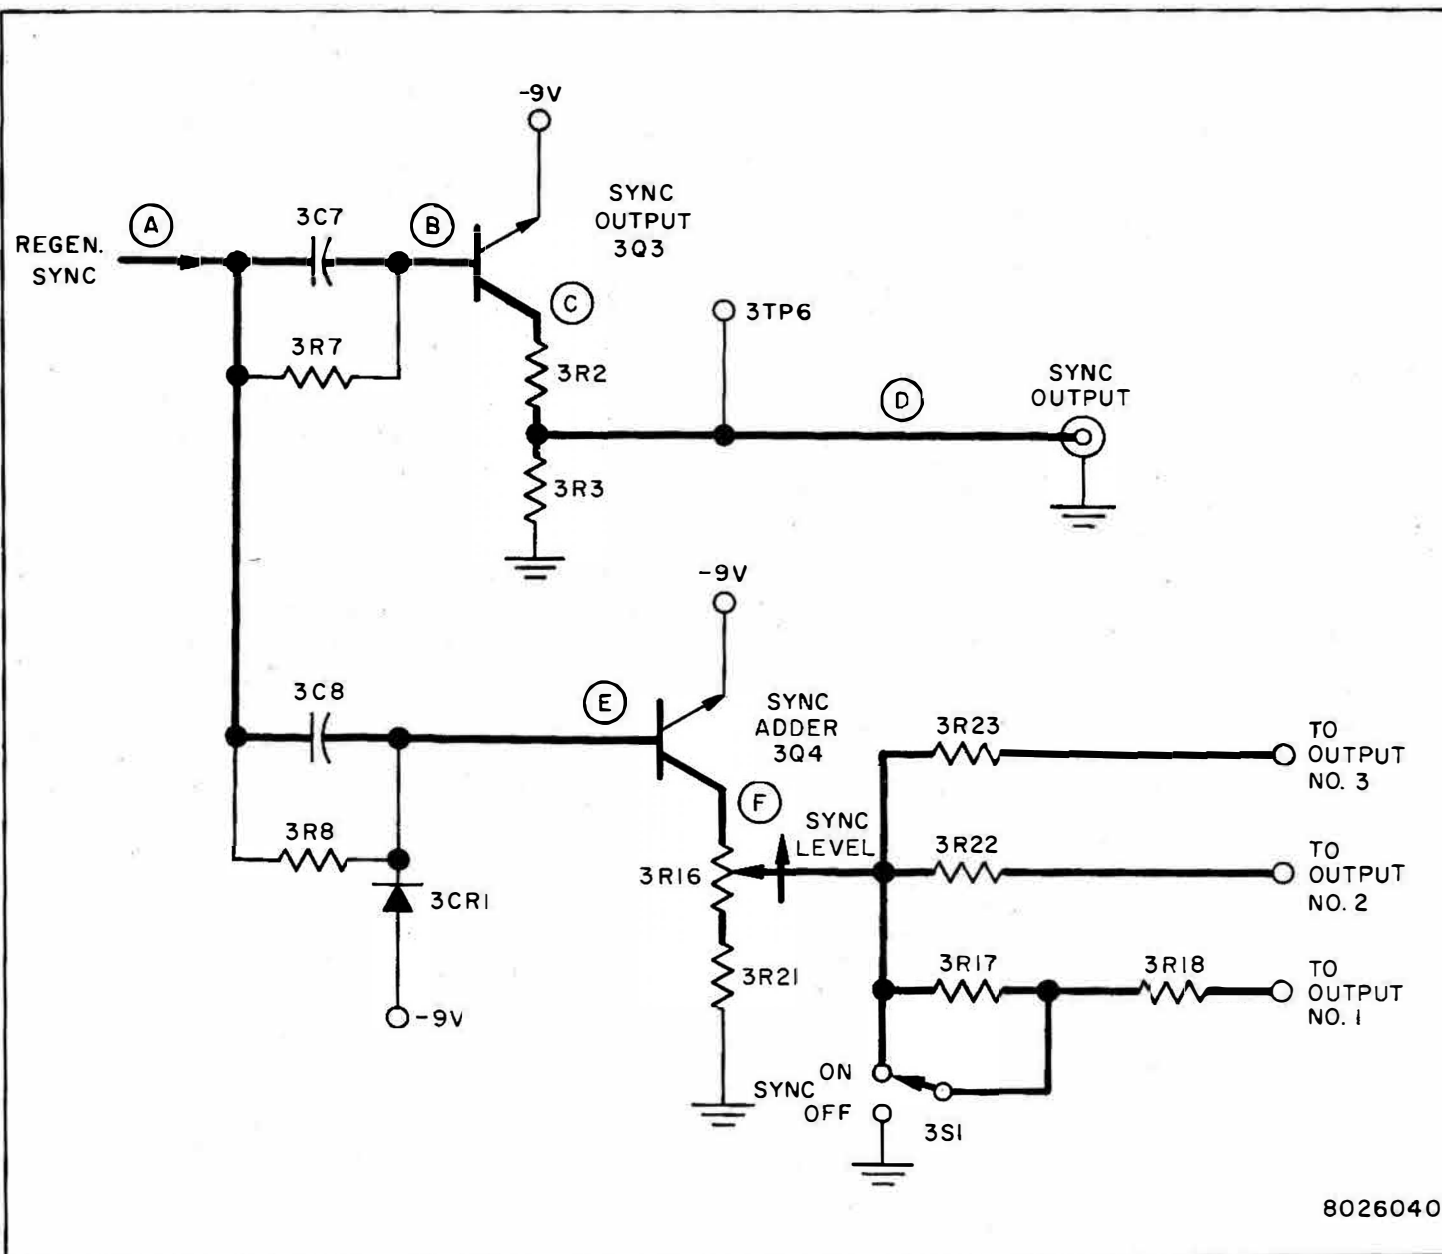 -9V
SYNC
OUTPUT
3Q3
A
3C7
B
REGEN.
SYNC
C
3TP6
3R7
3R2
SYNC
OUTPUT
D
3R3
-9V
3C8
E
SYNC
ADDER
3Q4
3R23
TO
OUTPUT
NO. 3
F
SYNC
LEVEL
3R8
3R16
3R22
TO
OUTPUT
NO. 2
3CR1
3R21
3R17
3R18
TO
OUTPUT
NO. 1
-9V
SYNC
ON
OFF
3S1
8026040